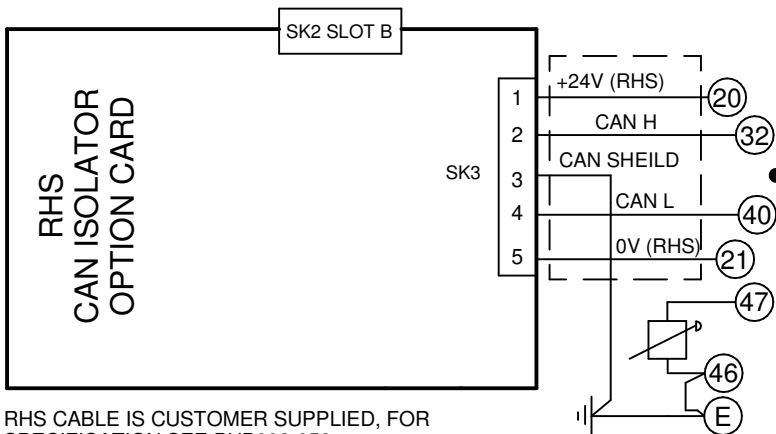 SK2 SLOT B
RHS
CAN ISOLATOR
OPTION CARD
SK3
1
+24V (RHS)
20
2
CAN H
32
3
CAN SHEILD
4
CAN L
40
5
0V (RHS)
21
47
46
E
RHS CABLE IS CUSTOMER SUPPLIED, FOR